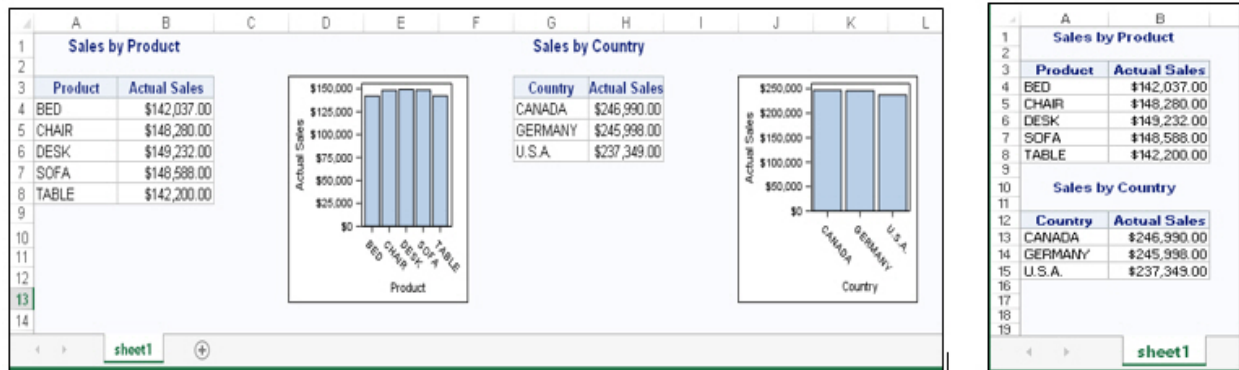 A B C D E F G H I J K L
1 Sales by Product Sales by Country
2
3 Product Actual Sales Country Actual Sales
4 BED $142,037.00 CANADA $246,990.00
5 CHAIR $148,280.00 GERMANY $245,998.00
6 DESK $149,232.00 U.S.A. $237,349.00
7 SOFA $148,588.00
8 TABLE $142,200.00
9
10
11
12
13
14
$150,000
$125,000
$100,000
$75,000
$50,000
$25,000
$0
Actual Sales
BED CHAIR DESK SOFA TABLE
Product
$250,000
$200,000
$150,000
$100,000
$50,000
$0
Actual Sales
CANADA GERMANY U.S.A.
Country
sheet1
A B
1 Sales by Product
2
3 Product Actual Sales
4 BED $142,037.00
5 CHAIR $148,280.00
6 DESK $149,232.00
7 SOFA $148,588.00
8 TABLE $142,200.00
9
10 Sales by Country
11
12 Country Actual Sales
13 CANADA $246,990.00
14 GERMANY $245,998.00
15 U.S.A. $237,349.00
16
17
18
19
sheet1